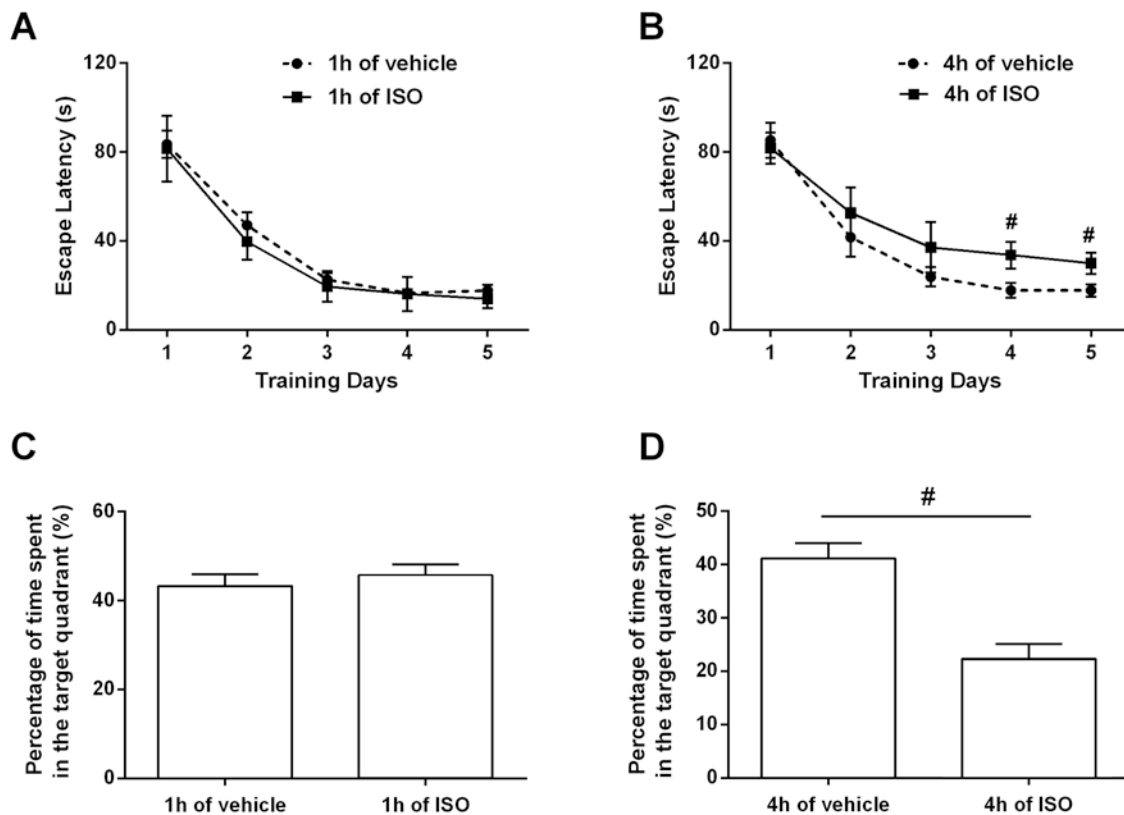 A
1h of vehicle
1h of ISO
120
80
40
0
Escape Latency (s)
1 2 3 4 5
Training Days
B
4h of vehicle
4h of ISO
120
80
40
0
Escape Latency (s)
# #
1 2 3 4 5
Training Days
C
60
40
20
0
Percentage of time spent
in the target quadrant (%)
1h of vehicle 1h of ISO
D
#
50
40
30
20
10
0
Percentage of time spent
in the target quadrant (%)
4h of vehicle 4h of ISO